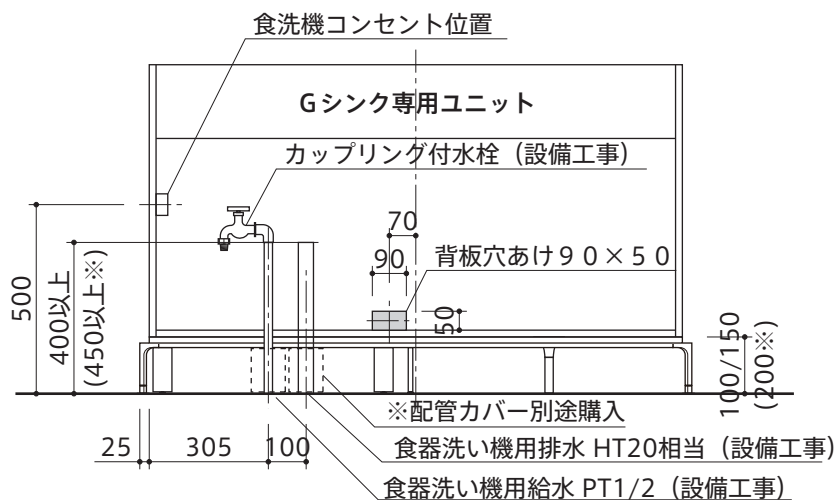 食洗機コンセント位置
Gシンク専用ユニット
カップリング付水栓（設備工事）
70
90
背板穴あけ９０×５０
50
500
400以上
(450以上※)
100/150
(200※)
※配管カバー別途購入
25
305
100
食器洗い機用排水 HT20相当（設備工事）
食器洗い機用給水 PT1/2（設備工事）